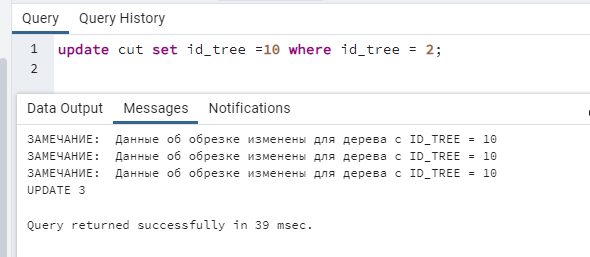 Query Query History
1 update cut set id_tree =10 where id_tree = 2;
2
Data Output Messages Notifications
ЗАМЕЧАНИЕ: Данные об обрезке изменены для дерева с ID_TREE = 10
ЗАМЕЧАНИЕ: Данные об обрезке изменены для дерева с ID_TREE = 10
ЗАМЕЧАНИЕ: Данные об обрезке изменены для дерева с ID_TREE = 10
UPDATE 3
Query returned successfully in 39 msec.